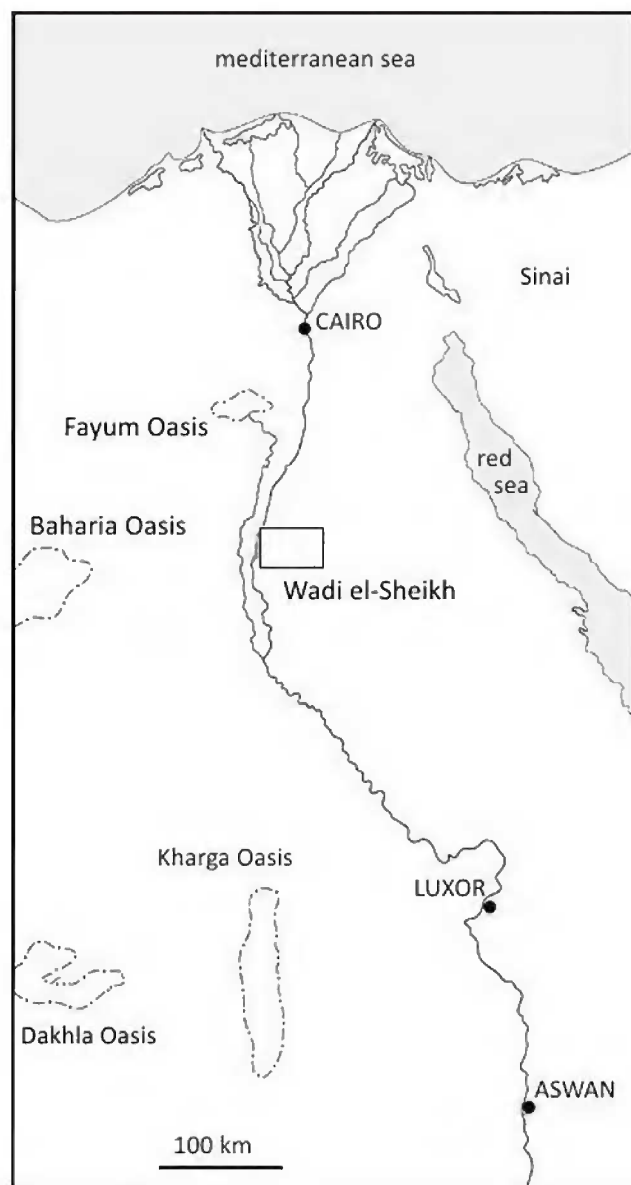 mediterranean sea
Sinai
CAIRO
Fayum Oasis
red
sea
Baharia Oasis
Wadi el-Sheikh
Kharga Oasis
LUXOR
Dakhla Oasis
ASWAN
100 km